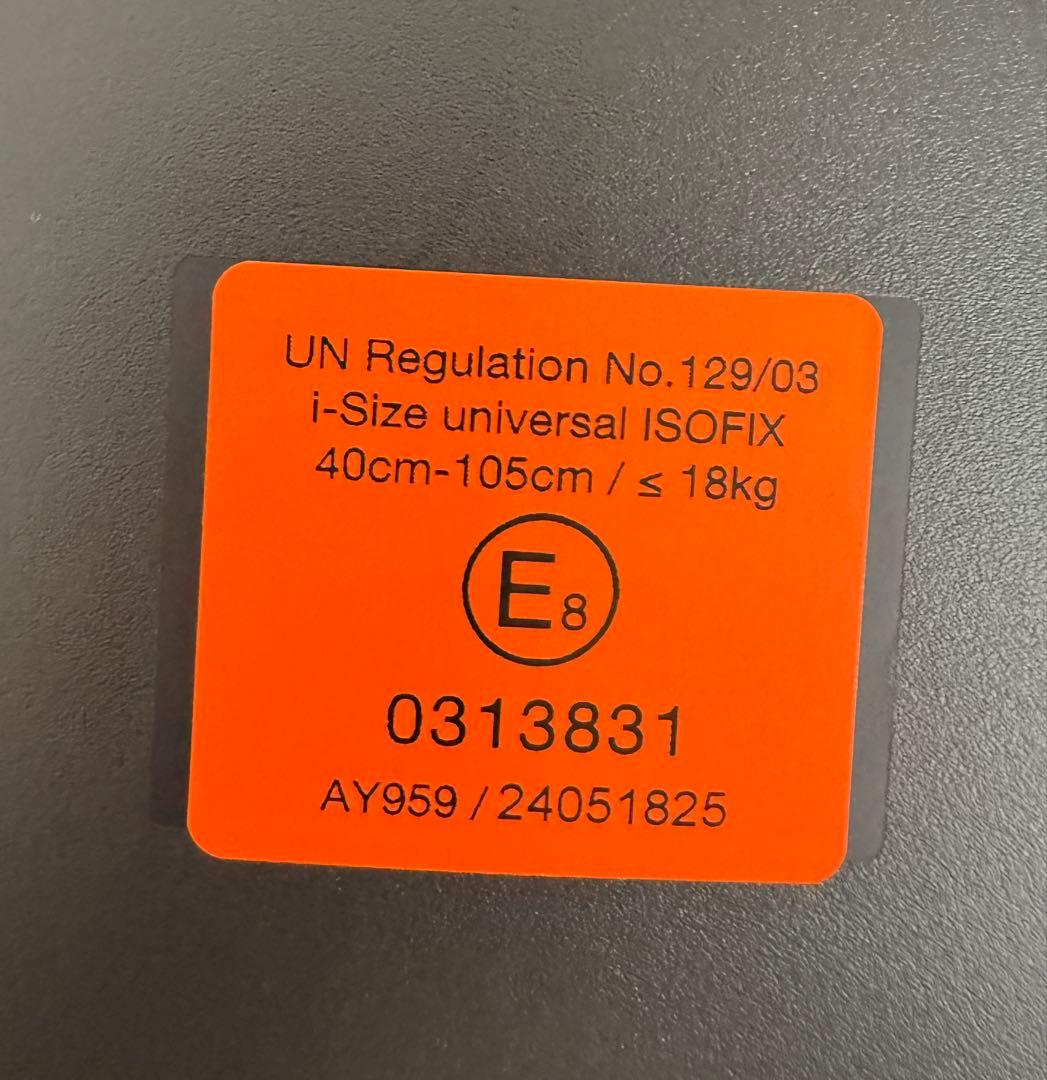 UN Regulation No.129/03
i-Size universal ISOFIX
40cm-105cm / ≤ 18kg
E8
0313831
AY959 / 24051825